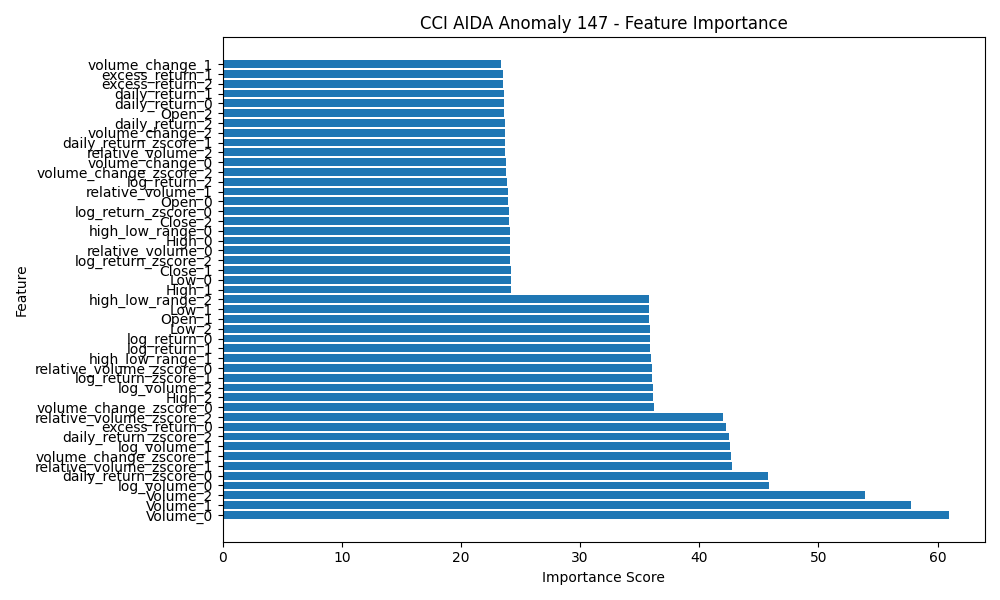 CCI AIDA Anomaly 147 - Feature Importance
volume_change_1
excess_return_1
excess_return_2
daily_return_1
daily_return_0
Open_2
daily_return_2
volume_change_2
daily_return_zscore_1
relative_volume_2
volume_change_0
volume_change_zscore_2
log_return_2
relative_volume_1
Open_0
log_return_zscore_0
Close_2
high_low_range_0
High_0
relative_volume_0
log_return_zscore_2
Close_1
Low_0
High_1
high_low_range_2
Low_1
Open_1
Low_2
log_return_0
log_return_1
high_low_range_1
relative_volume_zscore_0
log_return_zscore_1
log_volume_2
High_2
volume_change_zscore_0
relative_volume_zscore_2
excess_return_0
daily_return_zscore_2
log_volume_1
volume_change_zscore_1
relative_volume_zscore_1
daily_return_zscore_0
log_volume_0
Volume_2
Volume_1
Volume_0
Feature
0 10 20 30 40 50 60
Importance Score